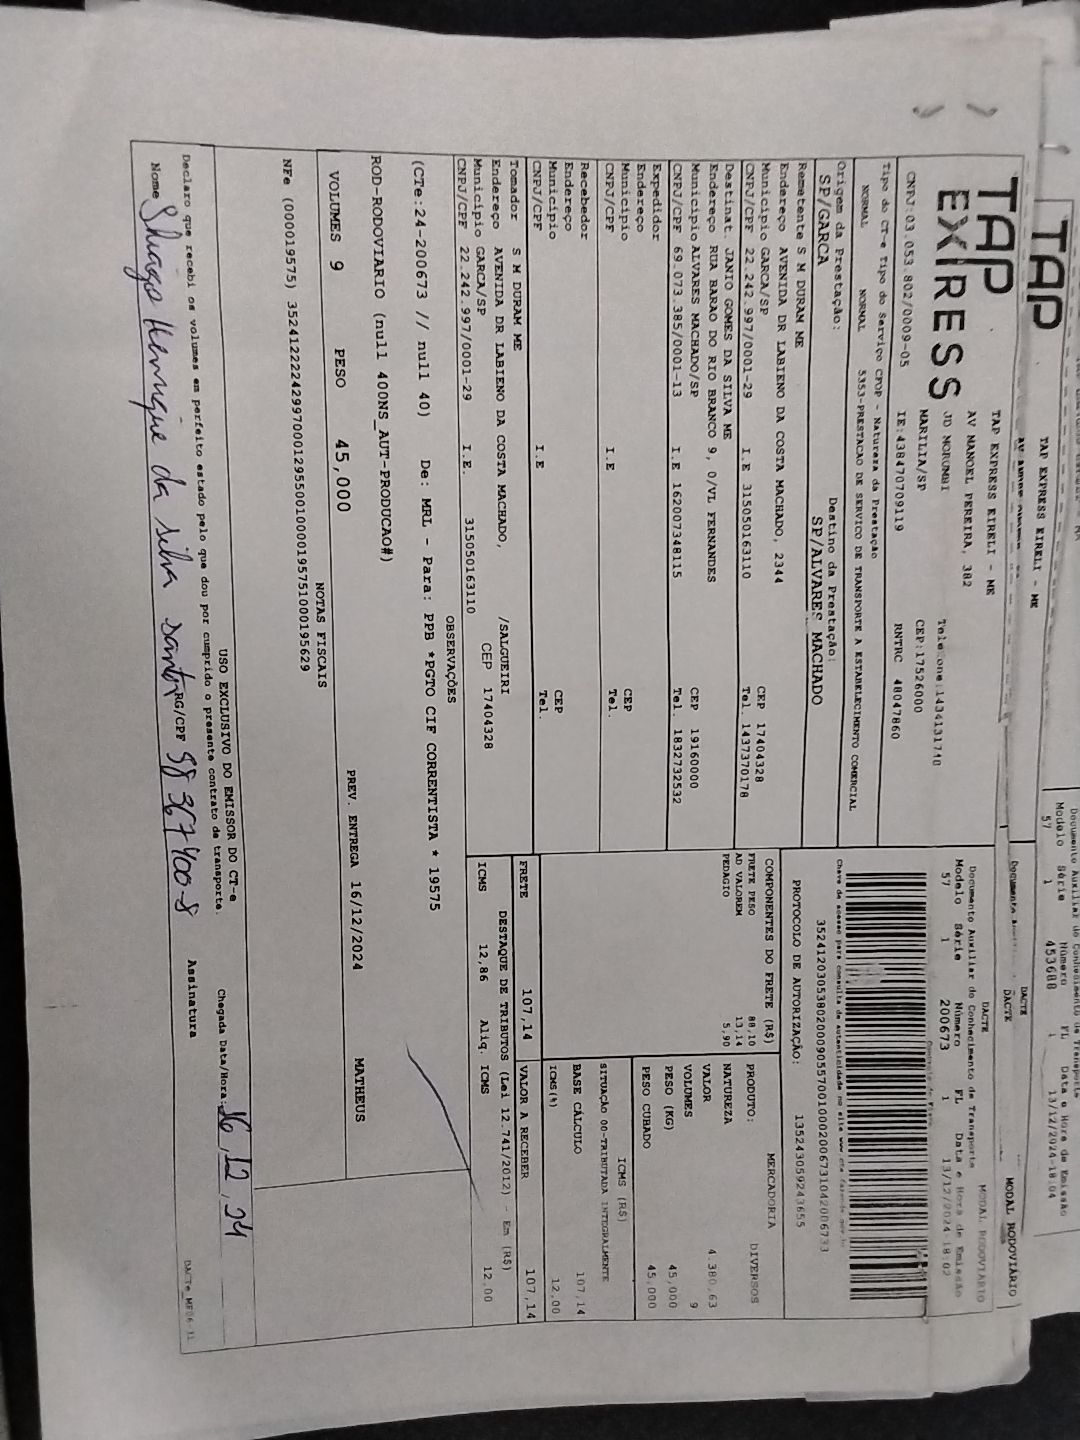 TAP
TAP EXPRESS EIRELI - ME
Modelo Série Número FL Data e Hora de Emissão
57 1 453688 1 13/12/2024-18:04
DACTE
MODAL RODOVIÁRIO
TAP
EXIRESS
TAP EXPRESS EIRELI - ME
AV MANOEL PEREIRA, 382
JD MORUMBI CEP:17526000
MARILIA/SP
CNPJ:03.053.802/0009-05 IE:438470709119 RNTRC 48047860
DACTE
MODAL RODOVIÁRIO
Documento Auxiliar do Conhecimento de Transporte
Modelo Série Número FL Data e Hora de Emissão
57 1 200673 1 13/12/2024-18:02
Tipo do CT-e Tipo do Serviço CFOP - Natureza da Prestação
NORMAL NORMAL 5353-PRESTACAO DE SERVICO DE TRANSPORTE A ESTABELECIMENTO COMERCIAL
Origem da Prestação: Destino da Prestação:
SP/GARCA SP/ALVARES MACHADO
Chave de acesso para consulta de autenticidade no site
PROTOCOLO DE AUTORIZAÇÃO: 135243059243655
Remetente S M DURAM ME
Endereço AVENIDA DR LABIENO DA COSTA MACHADO, 2344
Município GARCA/SP CEP 17404328
CNPJ/CPF 22.242.997/0001-29 I.E 315050163110 Tel. 1437370178
Destinat. JANIO GOMES DA SILVA ME
Endereço RUA BARAO DO RIO BRANCO 9, 0/VL FERNANDES
Município ALVARES MACHADO/SP CEP 19160000
CNPJ/CPF 69.073.385/0001-13 I.E 162007348115 Tel. 1832732532
Expedidor
Endereço
Município CEP
CNPJ/CPF I.E Tel.
Recebedor
Endereço
Município CEP
CNPJ/CPF I.E Tel.
Tomador S M DURAM ME
Endereço AVENIDA DR LABIENO DA COSTA MACHADO, /SALGUEIRI
Município GARCA/SP CEP 17404328
CNPJ/CPF 22.242.997/0001-29 I.E. 315050163110
COMPONENTES DO FRETE (R$)
FRETE PESO 88,10
AD VALOREM 13,14
PEDAGIO 5,90
MERCADORIA
PRODUTO: DIVERSOS
NATUREZA
VALOR 4.380,63
VOLUMES 9
PESO (KG) 45,000
PESO CUBADO 45,000
ICMS (R$)
SITUAÇÃO 00-TRIBUTADA INTEGRALMENTE
BASE CÁLCULO 107,14
ICMS(%) 12,00
FRETE 107,14 VALOR A RECEBER 107,14
DESTAQUE DE TRIBUTOS (Lei 12.741/2012) - Em (R$)
ICMS 12,86 Aliq. ICMS 12,00
OBSERVAÇÕES
(CTe:24-200673 // null 40) De: MRL - Para: PPB *PGTO CIF CORRENTISTA * 19575
ROD-RODOVIARIO (null 400NS_AUT-PRODUCAO#)
VOLUMES 9 PESO 45,000 PREV. ENTREGA 16/12/2024 MATHEUS
NOTAS FISCAIS
NFe (000019575) 35241222242997000129550010000195751000195629
USO EXCLUSIVO DO EMISSOR DO CT-e
Declaro que recebi os volumes em perfeito estado pelo que dou por cumprido o presente contrato de transporte. Chegada Data/Hora: 16, 12, 24
Nome Henrique da silva RG/CPF 58 367 400-8 Assinatura